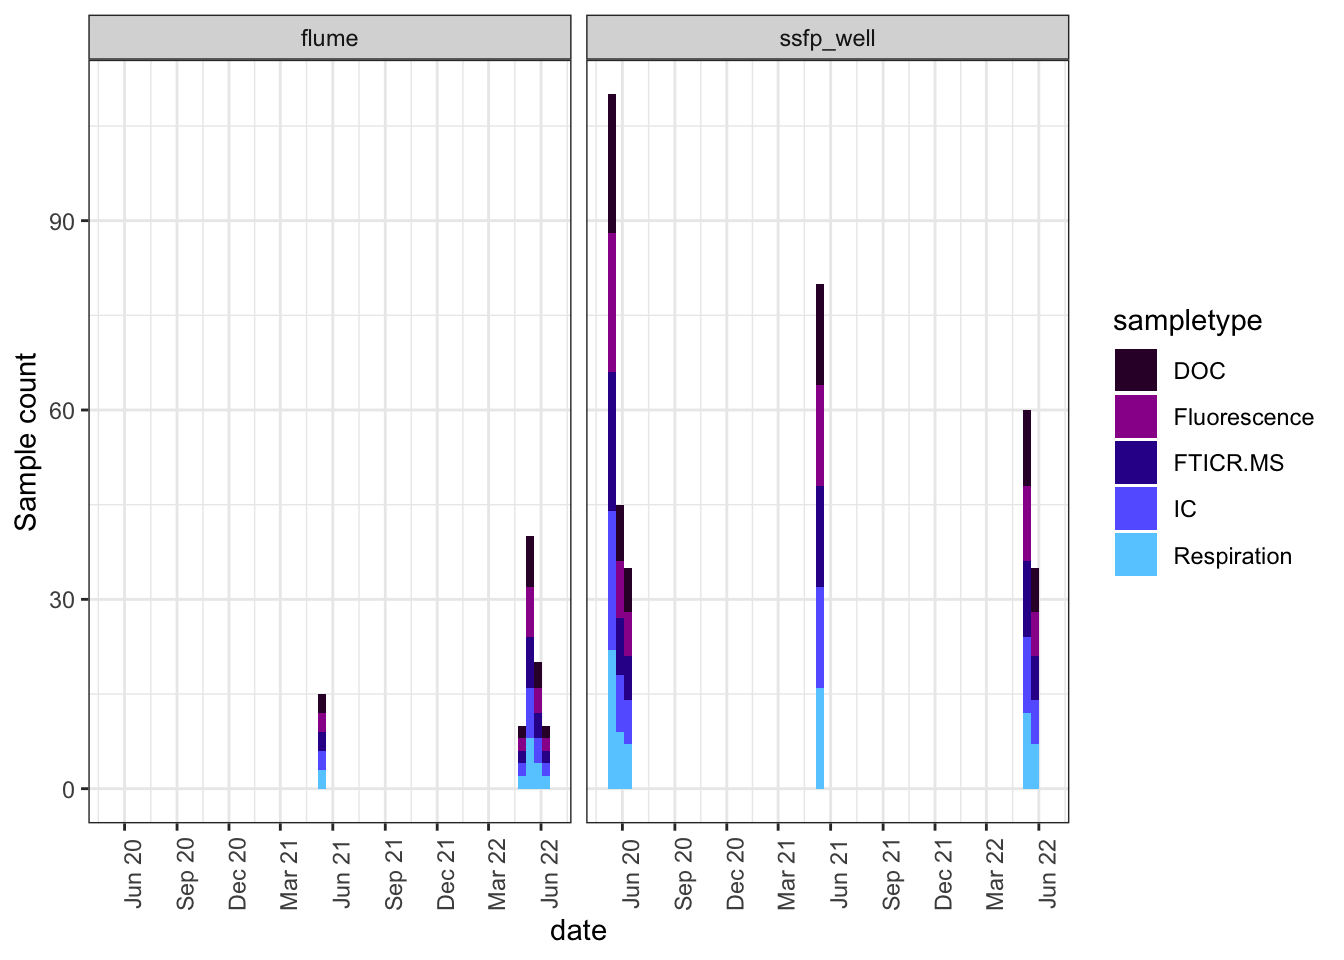 flume
ssfp_well
Sample count
90
60
30
0
Jun 20
Sep 20
Dec 20
Mar 21
Jun 21
Sep 21
Dec 21
Mar 22
Jun 22
Jun 20
Sep 20
Dec 20
Mar 21
Jun 21
Sep 21
Dec 21
Mar 22
Jun 22
date
sampletype
DOC
Fluorescence
FTICR.MS
IC
Respiration